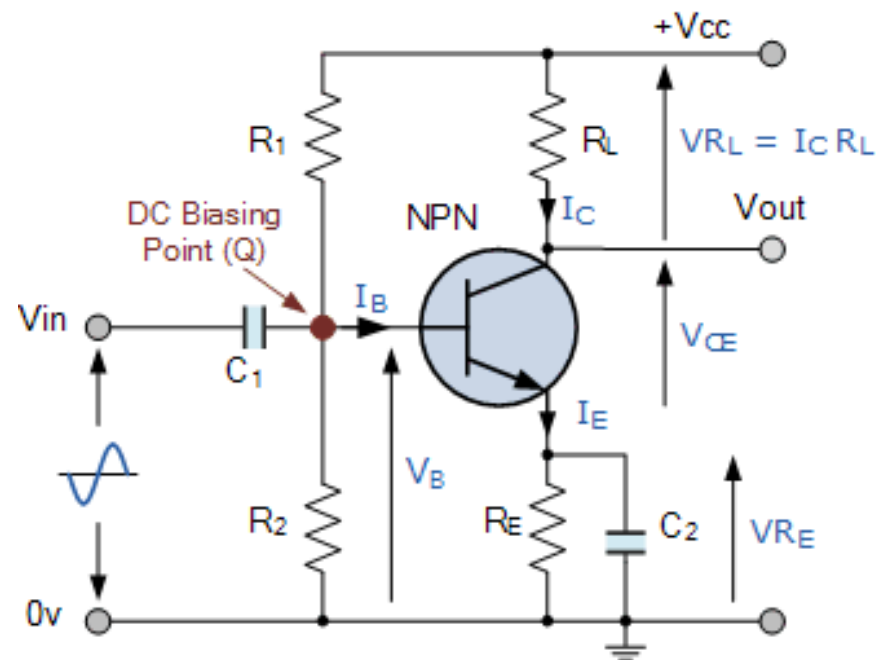 +Vcc
R1
RL
VRL = IC RL
DC Biasing
Point (Q)
NPN
IC
Vout
Vin
IB
C1
VCE
IE
VB
R2
RE
C2
VRE
0v